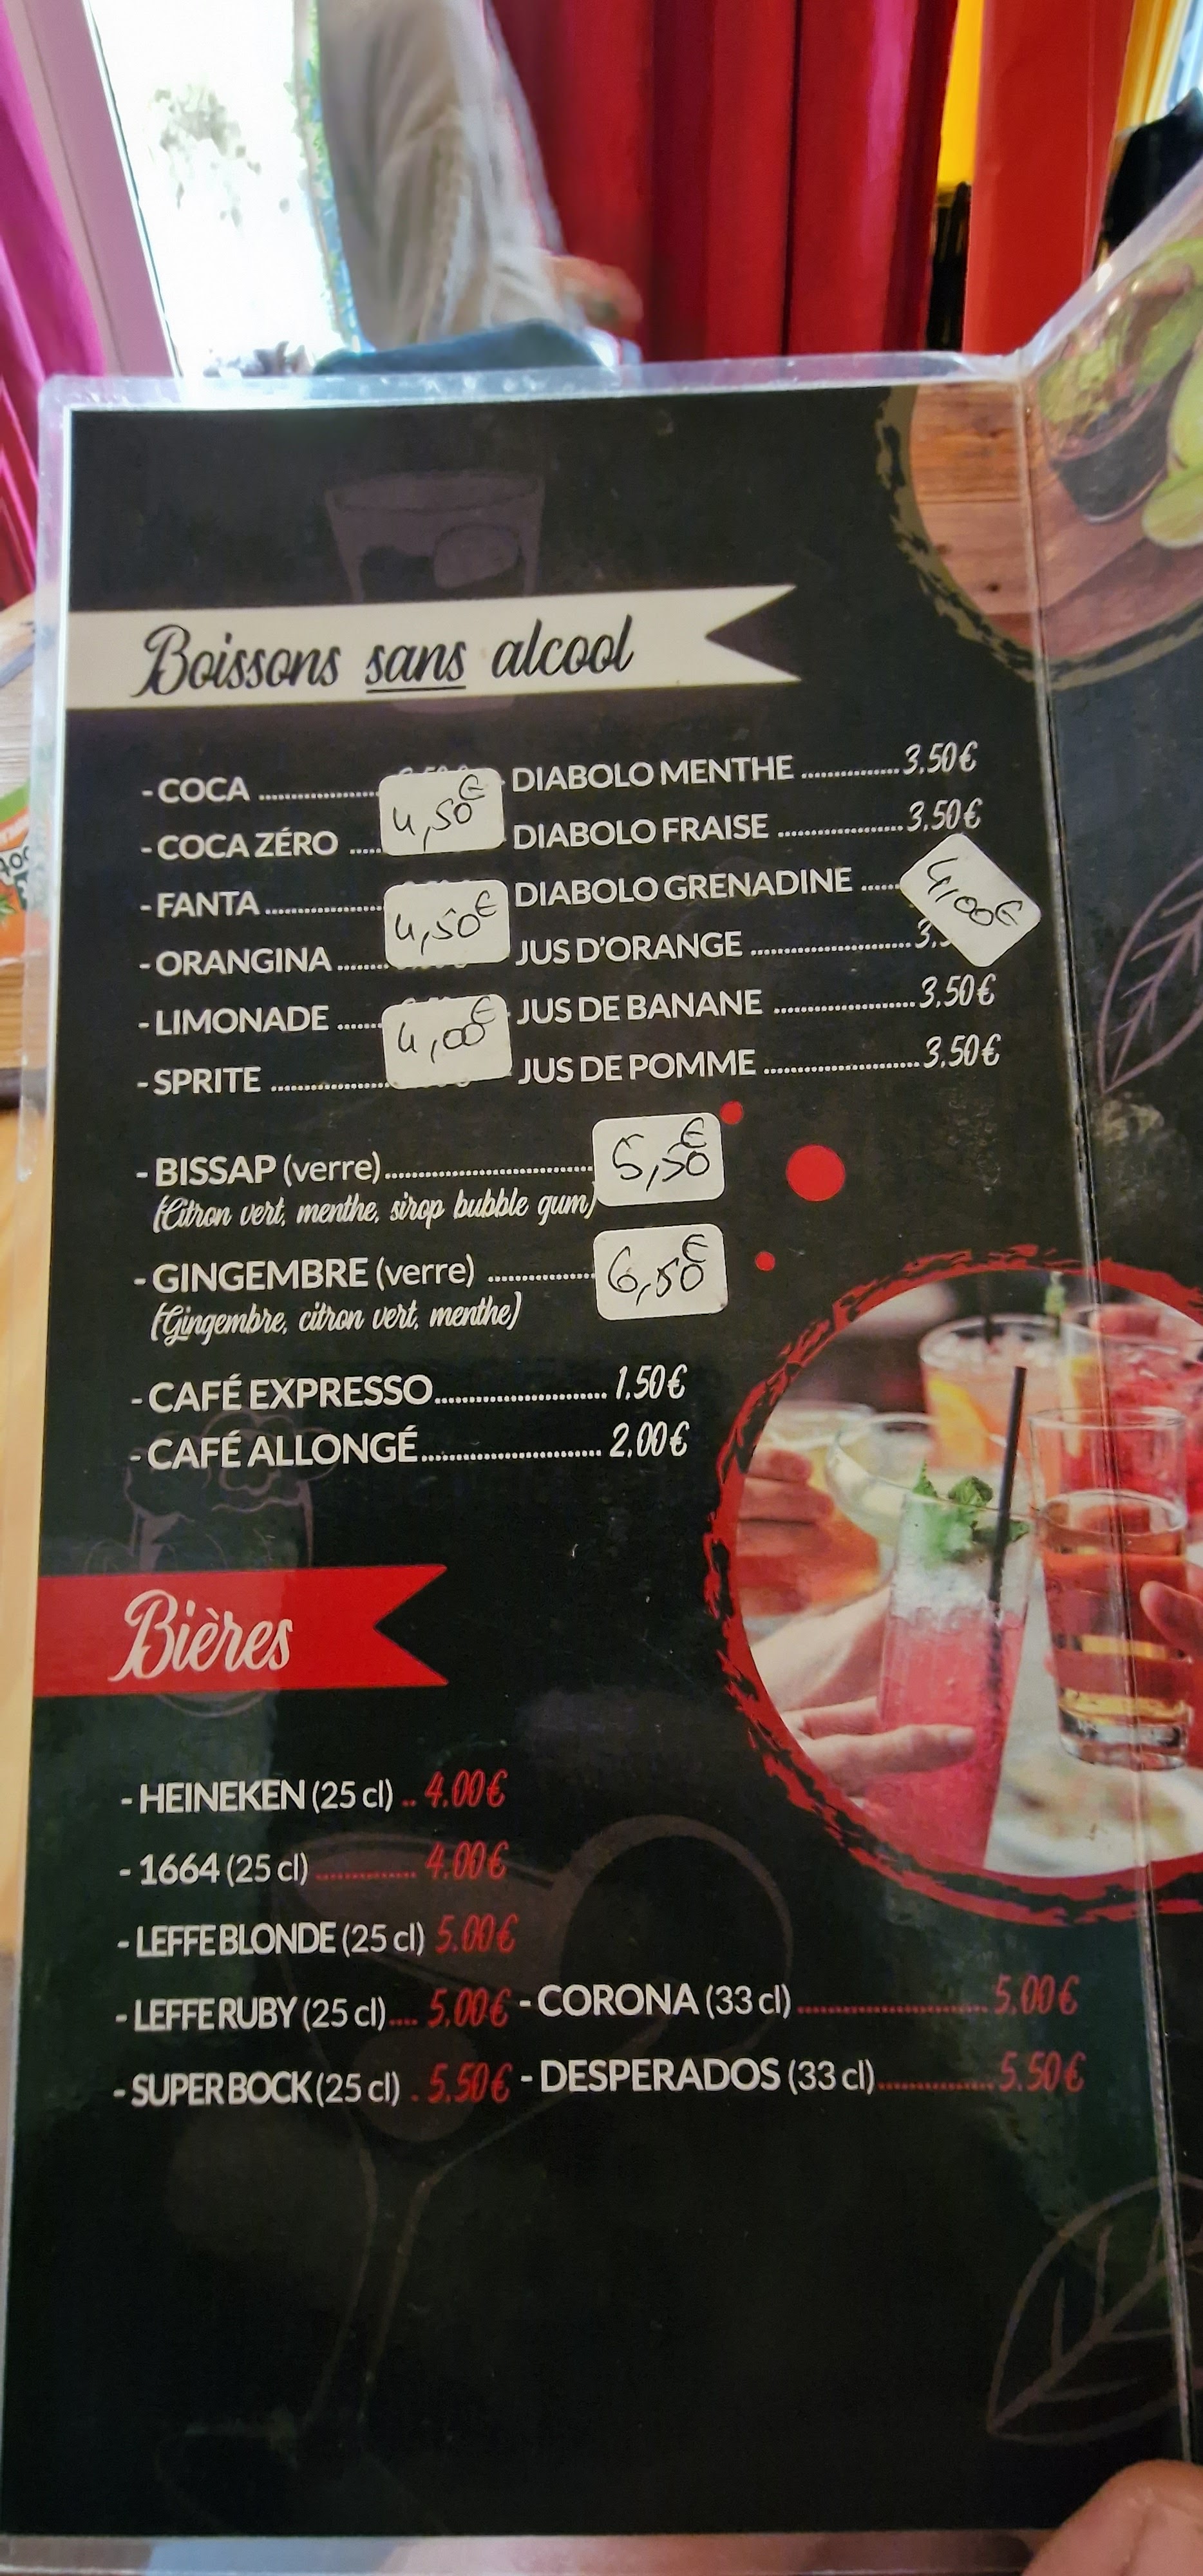 Boissons sans alcool
- COCA ........................
- COCA ZÉRO ..... 4,50€
- FANTA ........................
- ORANGINA ....... 4,50€
- LIMONADE ......
- SPRITE ........................ 4,00€
DIABOLO MENTHE .................. 3.50€
DIABOLO FRAISE ....................... 3.50€
DIABOLO GRENADINE ...... 4,00€
JUS D'ORANGE ............................. 3.
JUS DE BANANE ......................... 3.50€
JUS DE POMME ............................ 3.50€
- BISSAP (verre)..................................... 5,50€
(Citron vert, menthe, sirop bubble gum)
- GINGEMBRE (verre) .................... 6,50€
(Gingembre, citron vert, menthe)
- CAFÉ EXPRESSO............................... 1.50€
- CAFÉ ALLONGÉ................................ 2.00€
Bières
- HEINEKEN (25 cl) .. 4.00€
- 1664 (25 cl) .................. 4.00€
- LEFFE BLONDE (25 cl) 5.00€
- LEFFE RUBY (25 cl).... 5.00€
- SUPER BOCK (25 cl) . 5.50€
- CORONA (33 cl)................................ 5.00€
- DESPERADOS (33 cl)................... 5.50€